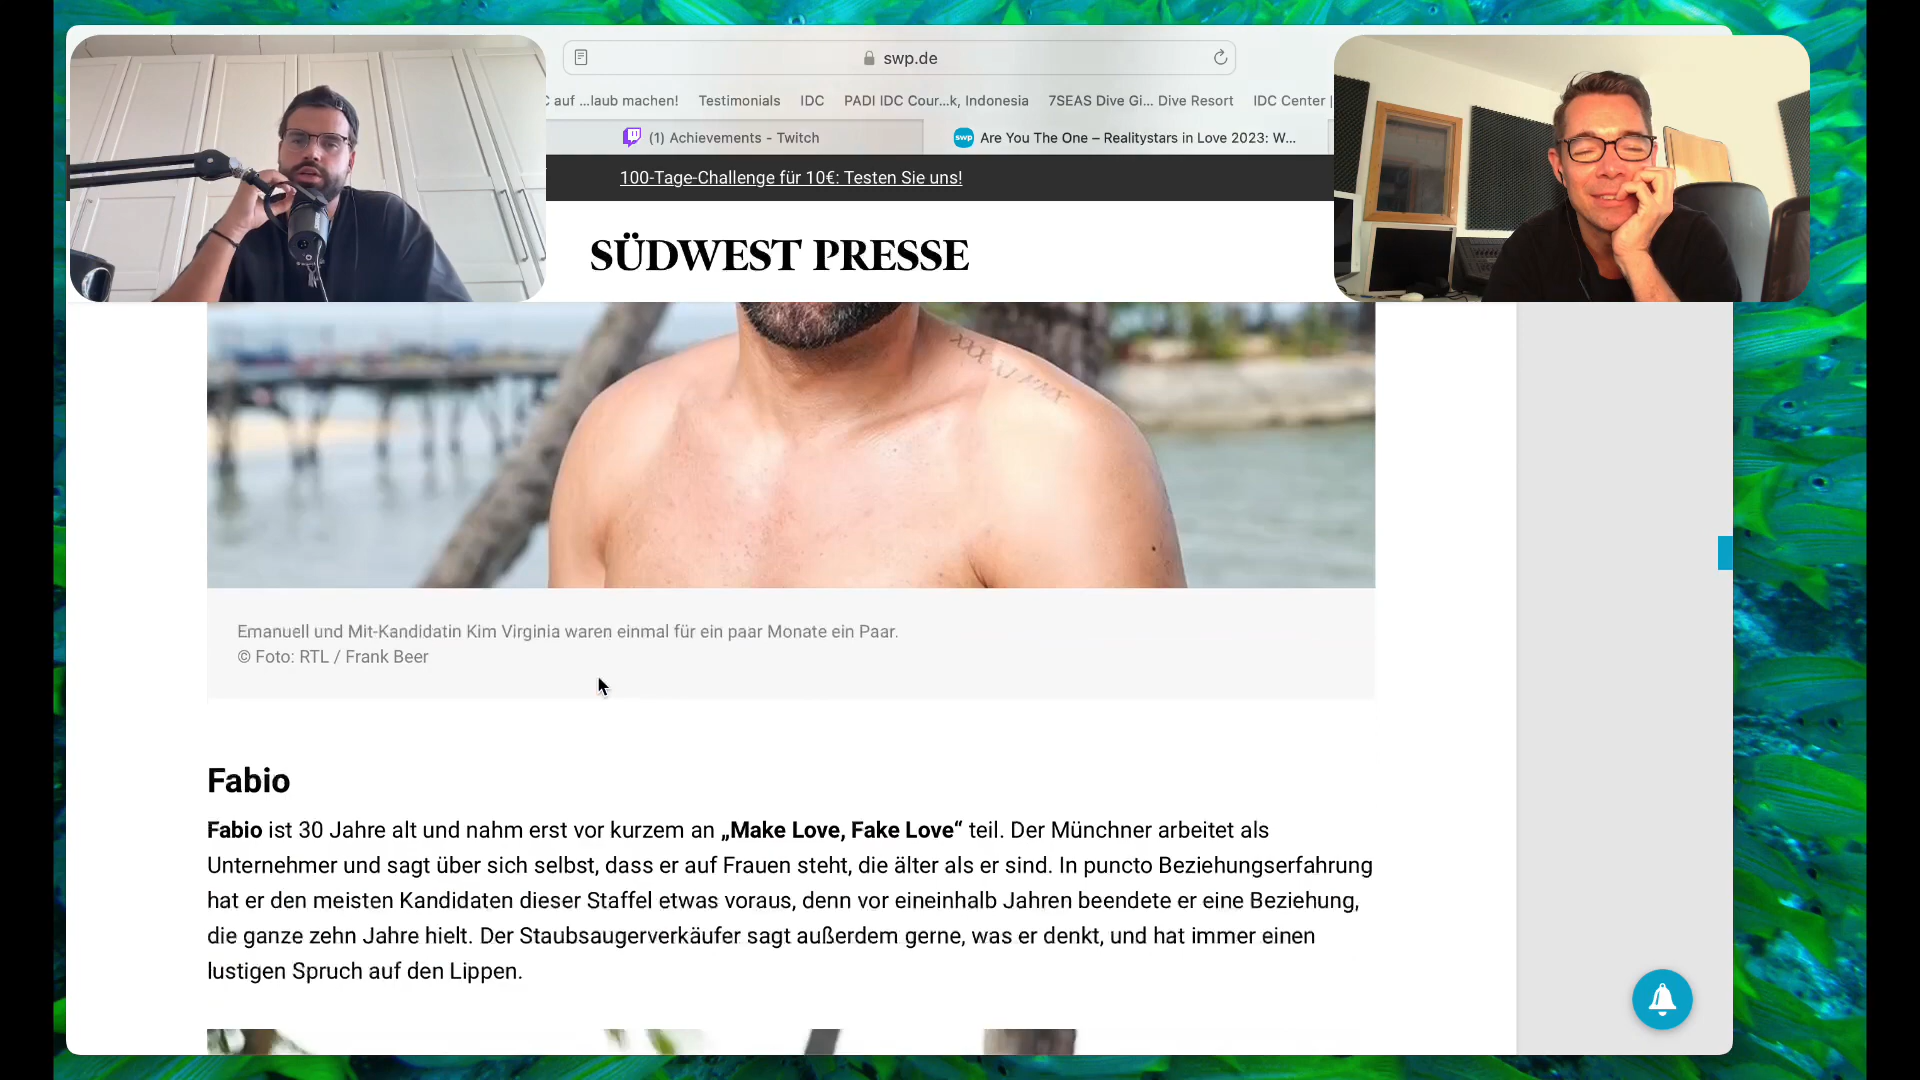 swp.de
C auf ...laub machen! Testimonials IDC PADI IDC Cour...k, Indonesia 7SEAS Dive Gi... Dive Resort IDC Center |
(1) Achievements - Twitch
swp Are You The One – Realitystars in Love 2023: W...
100-Tage-Challenge für 10€: Testen Sie uns!
SÜDWEST PRESSE
XXX VI MMX
Emanuell und Mit-Kandidatin Kim Virginia waren einmal für ein paar Monate ein Paar.
© Foto: RTL / Frank Beer
Fabio
Fabio ist 30 Jahre alt und nahm erst vor kurzem an „Make Love, Fake Love“ teil. Der Münchner arbeitet als
Unternehmer und sagt über sich selbst, dass er auf Frauen steht, die älter als er sind. In puncto Beziehungserfahrung
hat er den meisten Kandidaten dieser Staffel etwas voraus, denn vor eineinhalb Jahren beendete er eine Beziehung,
die ganze zehn Jahre hielt. Der Staubsaugerverkäufer sagt außerdem gerne, was er denkt, und hat immer einen
lustigen Spruch auf den Lippen.